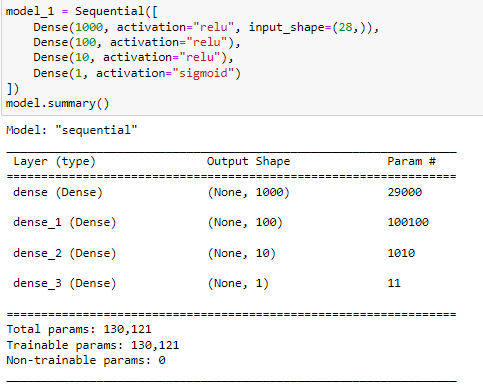 model_1 = Sequential([
    Dense(1000, activation="relu", input_shape=(28,)),
    Dense(100, activation="relu"),
    Dense(10, activation="relu"),
    Dense(1, activation="sigmoid")
])
model.summary()
Model: "sequential"
_________________________________________________________________
Layer (type)                Output Shape              Param #
=================================================================
dense (Dense)               (None, 1000)              29000
dense_1 (Dense)             (None, 100)               100100
dense_2 (Dense)             (None, 10)                1010
dense_3 (Dense)             (None, 1)                 11
=================================================================
Total params: 130,121
Trainable params: 130,121
Non-trainable params: 0
_________________________________________________________________